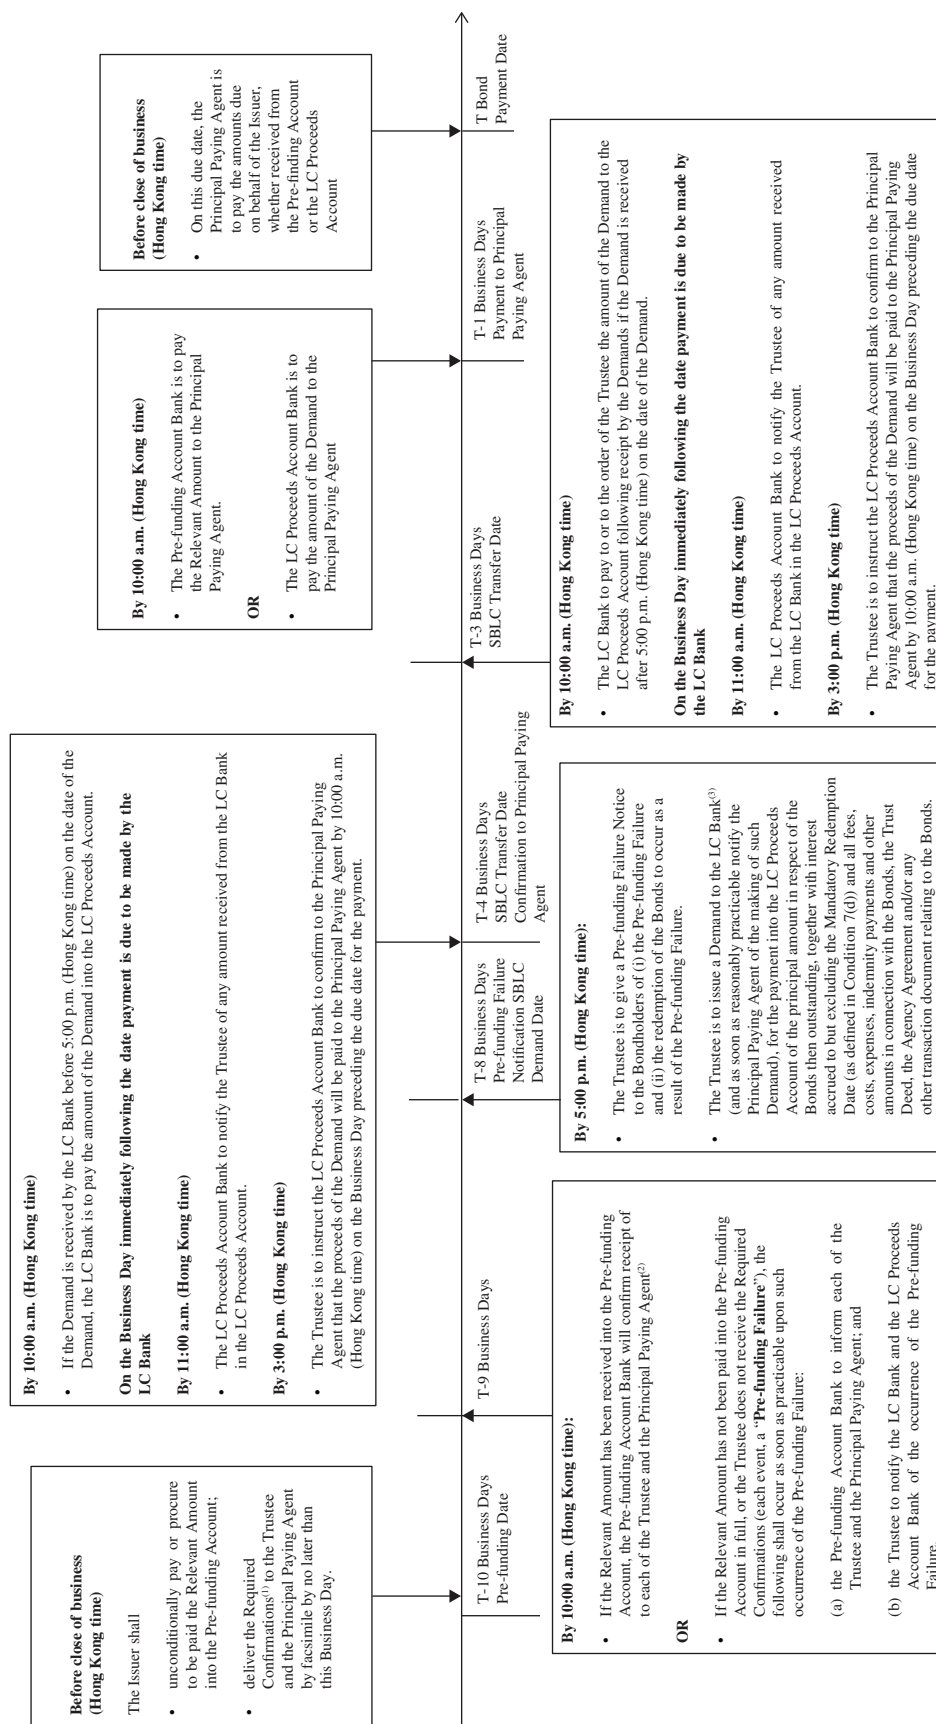 Before close of business
(Hong Kong time)
The Issuer shall
• unconditionally pay or procure
to be paid the Relevant Amount
into the Pre-funding Account;
• deliver the Required
Confirmations(1) to the Trustee
and the Principal Paying Agent
by facsimile by no later than
this Business Day.
By 10:00 a.m. (Hong Kong time)
• If the Demand is received by the LC Bank before 5:00 p.m. (Hong Kong time) on the date of the
Demand, the LC Bank is to pay the amount of the Demand into the LC Proceeds Account.
On the Business Day immediately following the date payment is due to be made by the
LC Bank
By 11:00 a.m. (Hong Kong time)
• The LC Proceeds Account Bank to notify the Trustee of any amount received from the LC Bank
in the LC Proceeds Account.
By 3:00 p.m. (Hong Kong time)
• The Trustee is to instruct the LC Proceeds Account Bank to confirm to the Principal Paying
Agent that the proceeds of the Demand will be paid to the Principal Paying Agent by 10:00 a.m.
(Hong Kong time) on the Business Day preceding the due date for the payment.
By 10:00 a.m. (Hong Kong time)
• The Pre-funding Account Bank is to pay
the Relevant Amount to the Principal
Paying Agent.
OR
• The LC Proceeds Account Bank is to
pay the amount of the Demand to the
Principal Paying Agent
Before close of business
(Hong Kong time)
• On this due date, the
Principal Paying Agent is
to pay the amounts due
on behalf of the Issuer,
whether received from
the Pre-finding Account
or the LC Proceeds
Account
T-10 Business Days
Pre-funding Date
T-9 Business Days
T-8 Business Days
Pre-funding Failure
Notification SBLC
Demand Date
T-4 Business Days
SBLC Transfer Date
Confirmation to Principal Paying
Agent
T-3 Business Days
SBLC Transfer Date
T-1 Business Days
Payment to Principal
Paying Agent
T Bond
Payment Date
By 10:00 a.m. (Hong Kong time):
• If the Relevant Amount has been received into the Pre-funding
Account, the Pre-funding Account Bank will confirm receipt of
to each of the Trustee and the Principal Paying Agent(2)
OR
• If the Relevant Amount has not been paid into the Pre-funding
Account in full, or the Trustee does not receive the Required
Confirmations (each event, a “Pre-funding Failure”), the
following shall occur as soon as practicable upon such
occurrence of the Pre-funding Failure:
(a) the Pre-funding Account Bank to inform each of the
Trustee and the Principal Paying Agent; and
(b) the Trustee to notify the LC Bank and the LC Proceeds
Account Bank of the occurrence of the Pre-funding
Failure.
By 5:00 p.m. (Hong Kong time):
• The Trustee is to give a Pre-funding Failure Notice
to the Bondholders of (i) the Pre-funding Failure
and (ii) the redemption of the Bonds to occur as a
result of the Pre-funding Failure.
• The Trustee is to issue a Demand to the LC Bank(3)
(and as soon as reasonably practicable notify the
Principal Paying Agent of the making of such
Demand), for the payment into the LC Proceeds
Account of the principal amount in respect of the
Bonds then outstanding, together with interest
accrued to but excluding the Mandatory Redemption
Date (as defined in Condition 7(d)) and all fees,
costs, expenses, indemnity payments and other
amounts in connection with the Bonds, the Trust
Deed, the Agency Agreement and/or any
other transaction document relating to the Bonds.
By 10:00 a.m. (Hong Kong time)
• The LC Bank to pay to or to the order of the Trustee the amount of the Demand to the
LC Proceeds Account following receipt by the Demands if the Demand is received
after 5:00 p.m. (Hong Kong time) on the date of the Demand.
On the Business Day immediately following the date payment is due to be made by
the LC Bank
By 11:00 a.m. (Hong Kong time)
• The LC Proceeds Account Bank to notify the Trustee of any amount received
from the LC Bank in the LC Proceeds Account.
By 3:00 p.m. (Hong Kong time)
• The Trustee is to instruct the LC Proceeds Account Bank to confirm to the Principal
Paying Agent that the proceeds of the Demand will be paid to the Principal Paying
Agent by 10:00 a.m. (Hong Kong time) on the Business Day preceding the due date
for the payment.